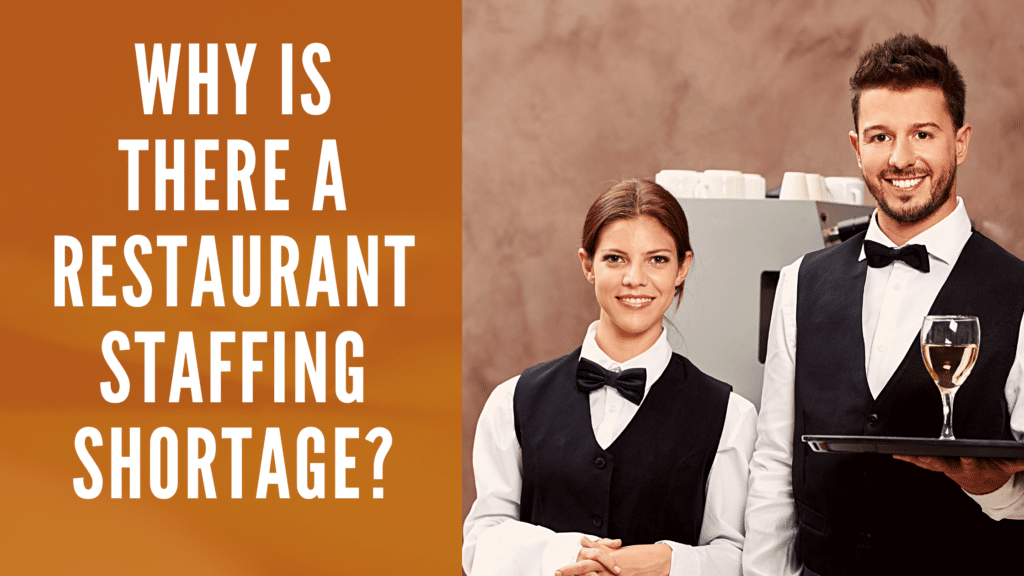 WHY IS
THERE A
RESTAURANT
STAFFING
SHORTAGE?